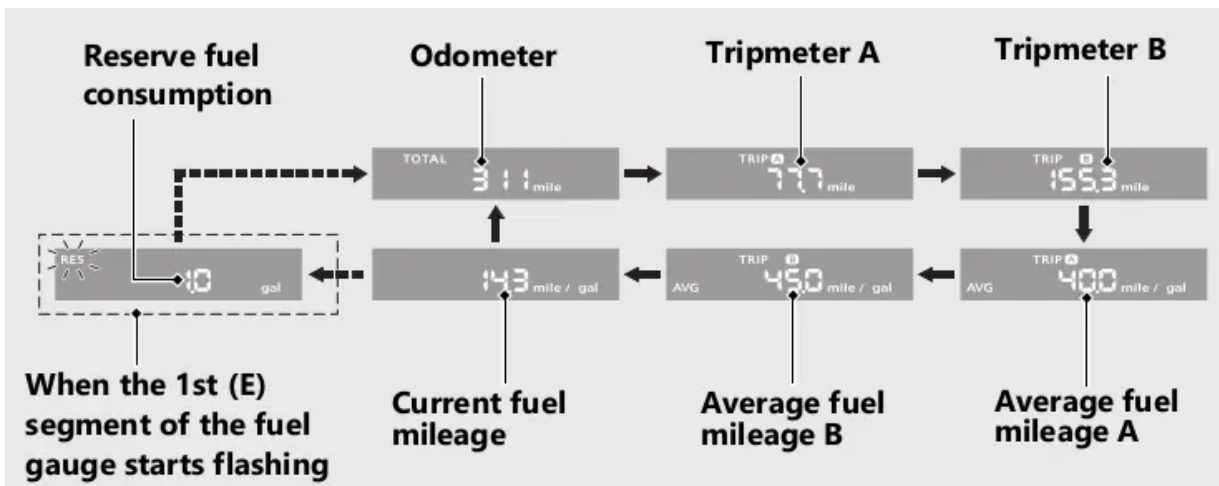 Reserve fuel
consumption
Odometer
Tripmeter A
Tripmeter B
TOTAL
311 mile
TRIP A
77.7 mile
TRIP B
155.3 mile
RES
1.0 gal
14.3 mile / gal
TRIP B
AVG 45.0 mile / gal
TRIP A
AVG 40.0 mile / gal
When the 1st (E)
segment of the fuel
gauge starts flashing
Current fuel
mileage
Average fuel
mileage B
Average fuel
mileage A